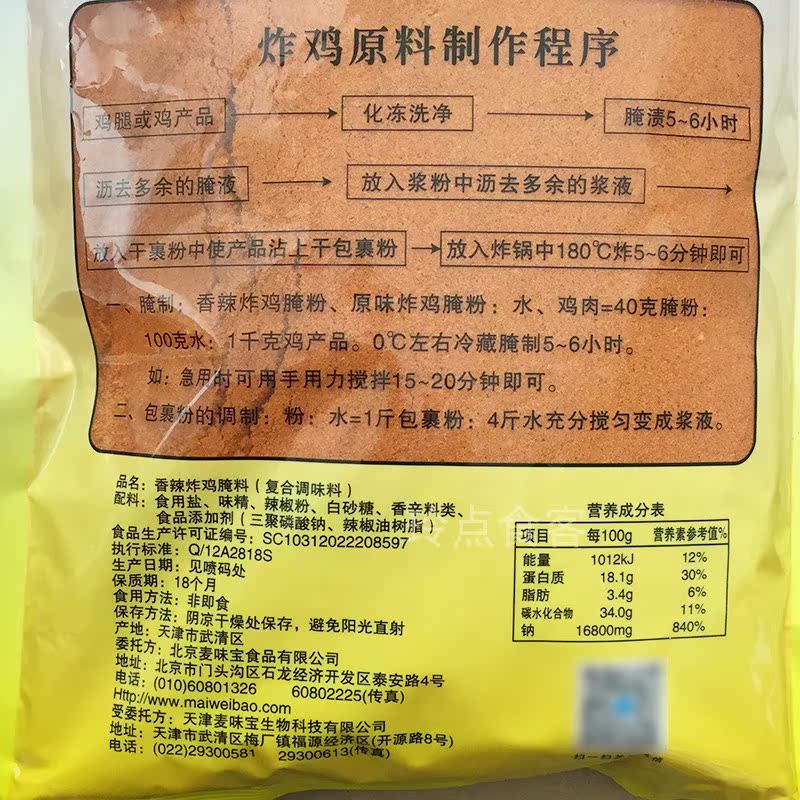 炸鸡原料制作程序
鸡腿或鸡产品 化冻洗净 腌渍5~6小时
沥去多余的腌液 放入浆粉中沥去多余的浆液
放入干裹粉中使产品沾上干包裹粉 放入炸锅中180℃炸5~6分钟即可
一、腌制：香辣炸鸡腌粉、原味炸鸡腌粉：水、鸡肉=40克腌粉：
100克水：1千克鸡产品。0℃左右冷藏腌制5~6小时。
如：急用时可用手用力搅拌15~20分钟即可。
二、包裹粉的调制：粉：水=1斤包裹粉：4斤水充分搅匀变成浆液。
品名：香辣炸鸡腌料（复合调味料）
配料：食用盐、味精、辣椒粉、白砂糖、香辛料类、
食品添加剂（三聚磷酸钠、辣椒油树脂）
食品生产许可证编号：SC10312022208597
执行标准：Q/12A2818S
生产日期：见喷码处
保质期：18个月
食用方法：非即食
保存方法：阴凉干燥处保存，避免阳光直射
产地：天津市武清区
委托方：北京麦味宝食品有限公司
地址：北京市门头沟区石龙经济开发区泰安路4号
电话：(010)60801326 60802225(传真)
Http://www.maiweibao.com
受委托方：天津麦味宝生物科技有限公司
地址：天津市武清区梅厂镇福源经济区(开源路8号)
电话：(022)29300581 29300613(传真)
营养成分表
项目 每100g 营养素参考值%
能量 1012kJ 12%
蛋白质 18.1g 30%
脂肪 3.4g 6%
碳水化合物 34.0g 11%
钠 16800mg 840%
点食客